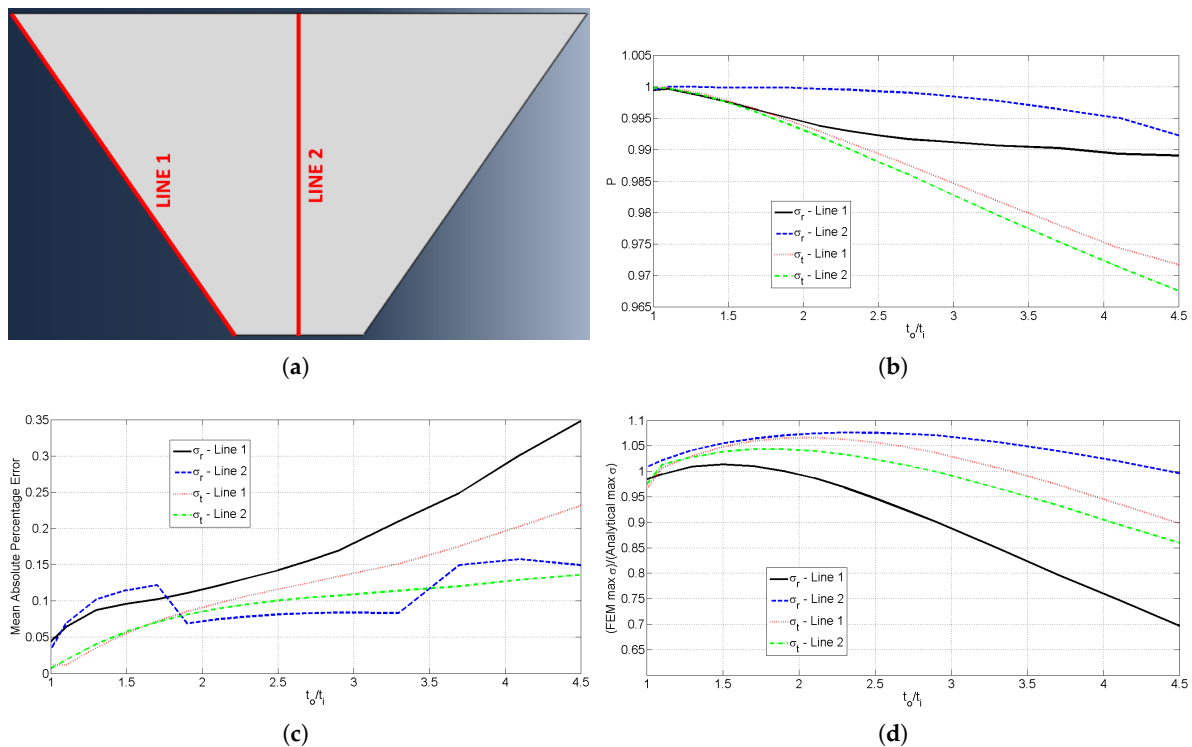 LINE 1
LINE 2
(a)
1.005
1
0.995
0.99
0.985
0.98
0.975
0.97
0.965
P
σr - Line 1
σr - Line 2
σt - Line 1
σt - Line 2
1
1.5
2
2.5
3
3.5
4
4.5
to/ti
(b)
0.35
0.3
0.25
0.2
0.15
0.1
0.05
0
Mean Absolute Percentage Error
σr - Line 1
σr - Line 2
σt - Line 1
σt - Line 2
1
1.5
2
2.5
3
3.5
4
4.5
to/ti
(c)
1.1
1.05
1
0.95
0.9
0.85
0.8
0.75
0.7
0.65
(FEM max σ)/(Analytical max σ)
σr - Line 1
σr - Line 2
σt - Line 1
σt - Line 2
1
1.5
2
2.5
3
3.5
4
4.5
to/ti
(d)